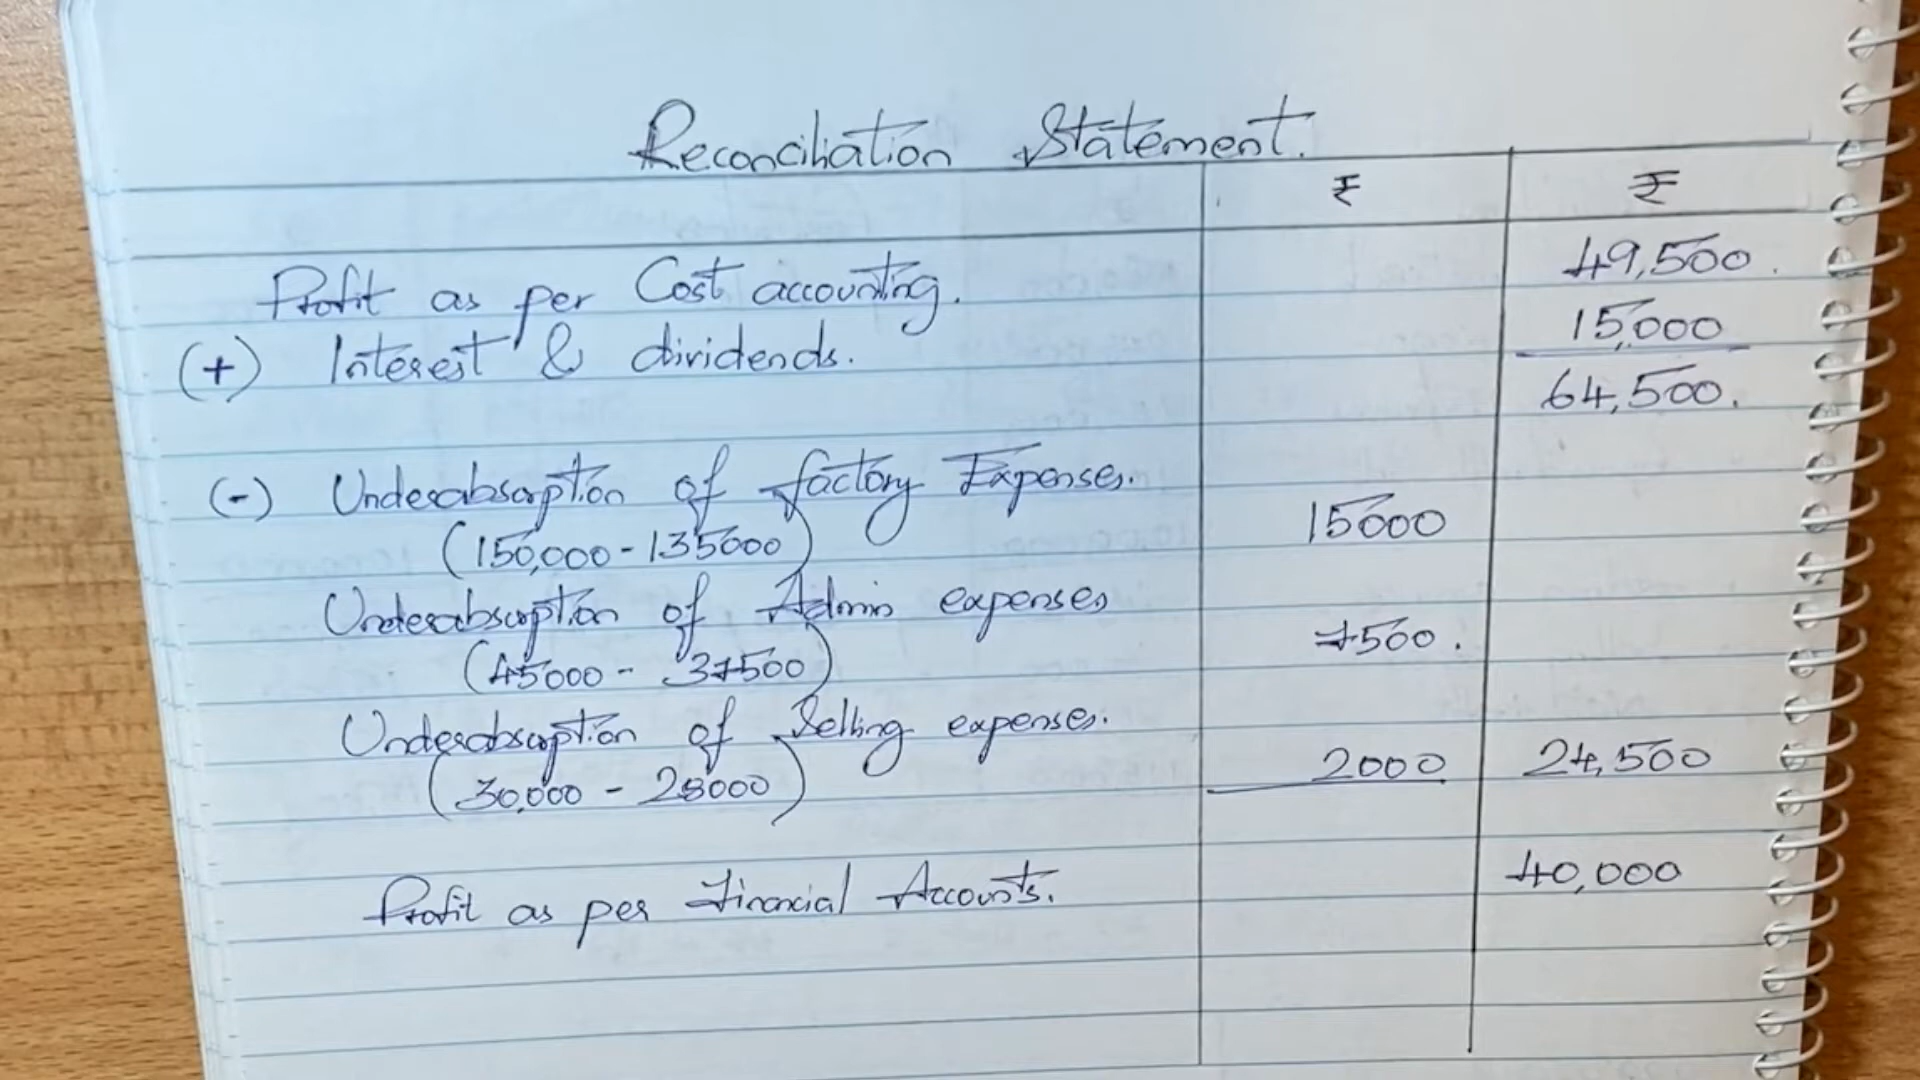 Reconciliation Statement.
₹ ₹
Profit as per Cost accounting. 49,500.
(+) Interest & dividends. 15,000
64,500.
(-) Underabsorption of factory Expenses.
(150,000 - 135000) 15000
Underabsorption of Admin expenses
(45000 - 37500) 7500.
Underabsorption of Selling expenses.
(30,000 - 28000) 2000 24,500
Profit as per Financial Accounts. 40,000